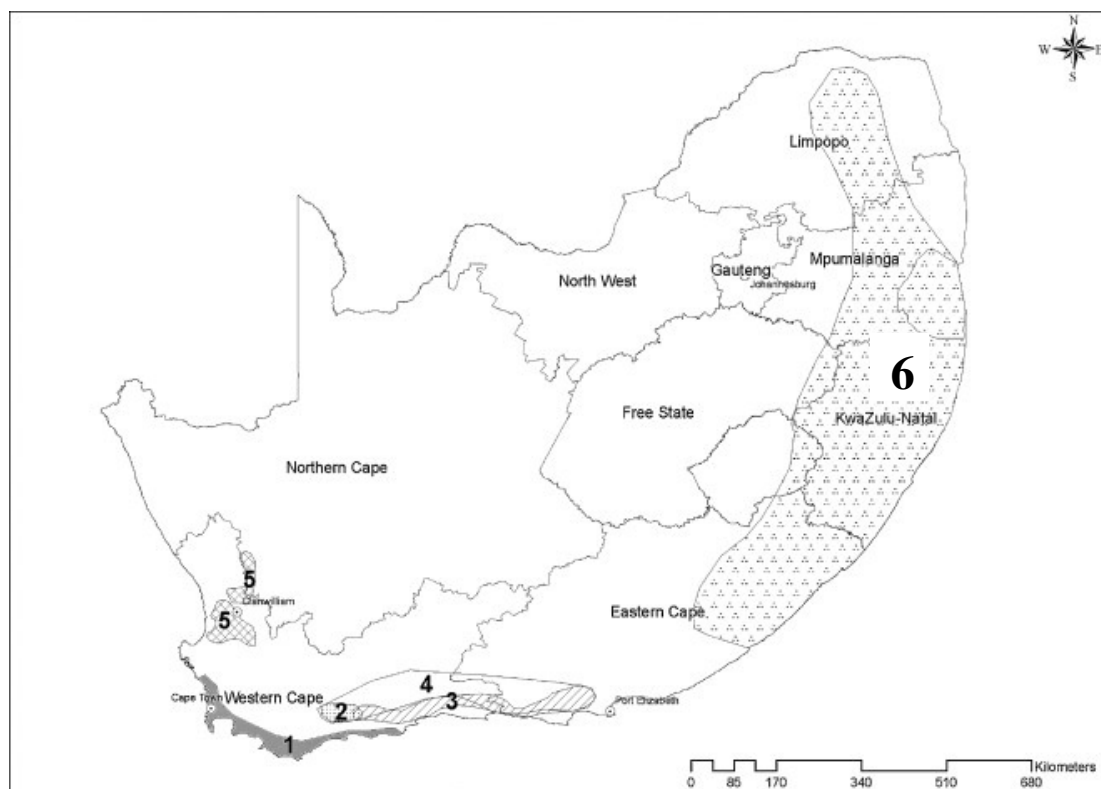 N
W E
S
Limpopo
Mpumalanga
Gauteng
Johannesburg
North West
6
Free State
KwaZulu-Natal
Northern Cape
5
Clanwilliam
5
Eastern Cape
4
Western Cape
Cape Town
3
Port Elizabeth
2
1
Kilometers
0 85 170 340 510 680